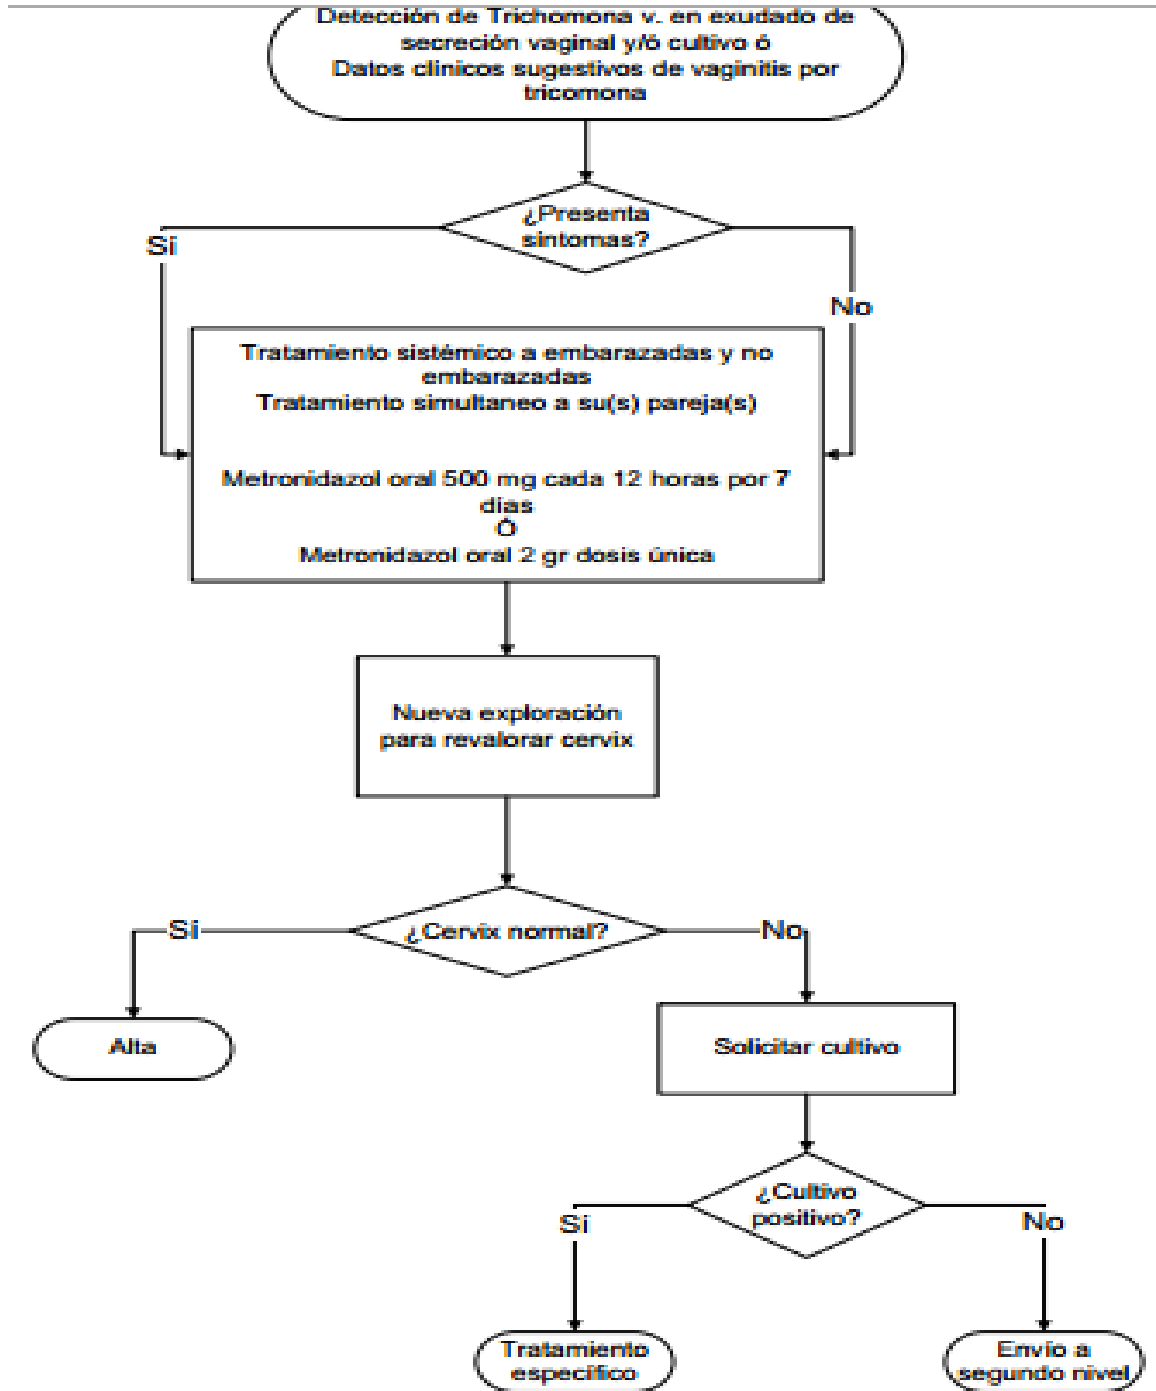 Detección de Trichomona v. en exudado de
secreción vaginal y/ó cultivo ó
Datos clínicos sugestivos de vaginitis por
tricomona
¿Presenta
síntomas?
Sí
No
Tratamiento sistémico a embarazadas y no
embarazadas
Tratamiento simultaneo a su(s) pareja(s)
Metronidazol oral 500 mg cada 12 horas por 7
días
Ó
Metronidazol oral 2 gr dosis única
Nueva exploración
para revalorar cervix
¿Cervix normal?
Sí
No
Alta
Solicitar cultivo
¿Cultivo
positivo?
Sí
No
Tratamiento
específico
Envío a
segundo nivel